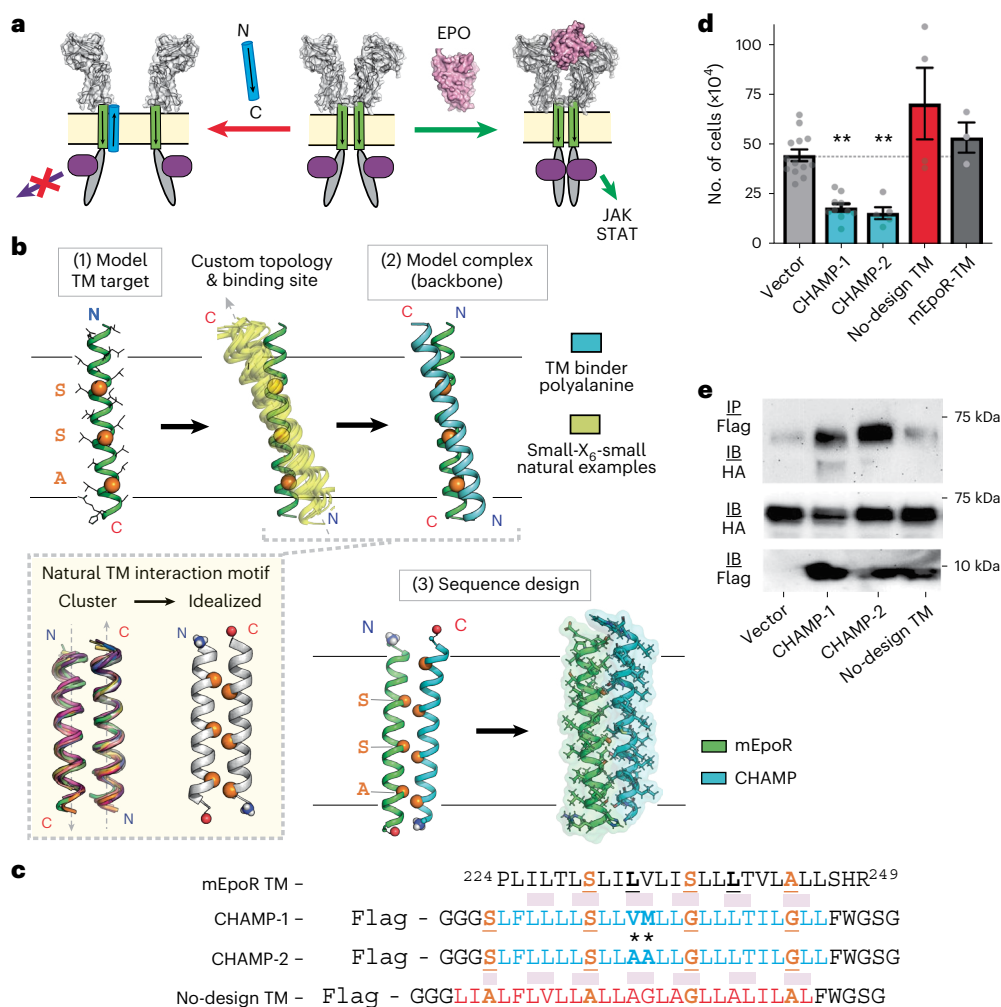 a
N
C
EPO
JAK
STAT
b
(1) Model
TM target
Custom topology
& binding site
(2) Model complex
(backbone)
N
C
C
N
S
S
A
C
N
C
N
TM binder
polyalanine
Small-X6-small
natural examples
Natural TM interaction motif
Cluster
Idealized
N
C
C
N
(3) Sequence design
N
C
S
S
A
mEpoR
CHAMP
c
mEpoR TM – 224PLILTLSLILVLISLLLTVLALLSHR249
CHAMP-1 – Flag - GGGSLFLLLLSLLVMLLGLLLTILGLLFWGSG
**
CHAMP-2 – Flag - GGGSLFLLLLSLLAALLGLLLTILGLLFWGSG
No-design TM – Flag - GGGLIALFLVLLALLAGLAGLLALILALFWGSG
d
No. of cells (×10⁴)
100
75
50
25
0
**
**
Vector
CHAMP-1
CHAMP-2
No-design TM
mEpoR-TM
e
IP
Flag
IB
HA
75 kDa
IB
HA
75 kDa
IB
Flag
10 kDa
Vector
CHAMP-1
CHAMP-2
No-design TM